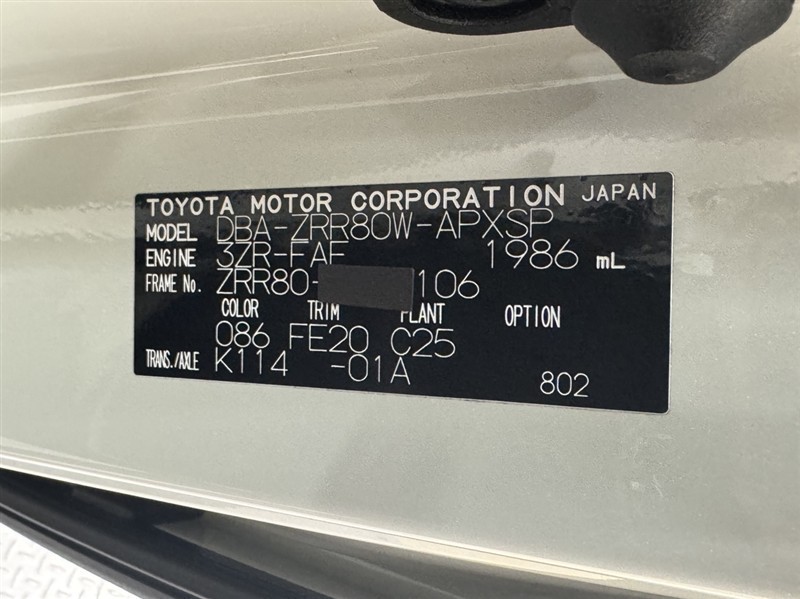 TOYOTA MOTOR CORPORATION JAPAN
MODEL DBA-ZRR80W-APXSP
ENGINE 3ZR-FAE 1986 mL
FRAME No. ZRR80- 106
COLOR TRIM PLANT OPTION
086 FE20 C25
TRANS./AXLE K114 -01A
802